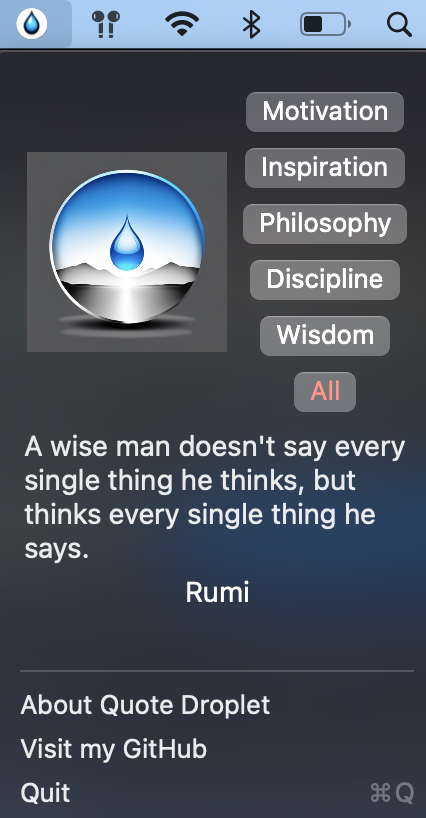 Motivation
Inspiration
Philosophy
Discipline
Wisdom
All
A wise man doesn't say every
single thing he thinks, but
thinks every single thing he
says.
Rumi
About Quote Droplet
Visit my GitHub
Quit ⌘Q